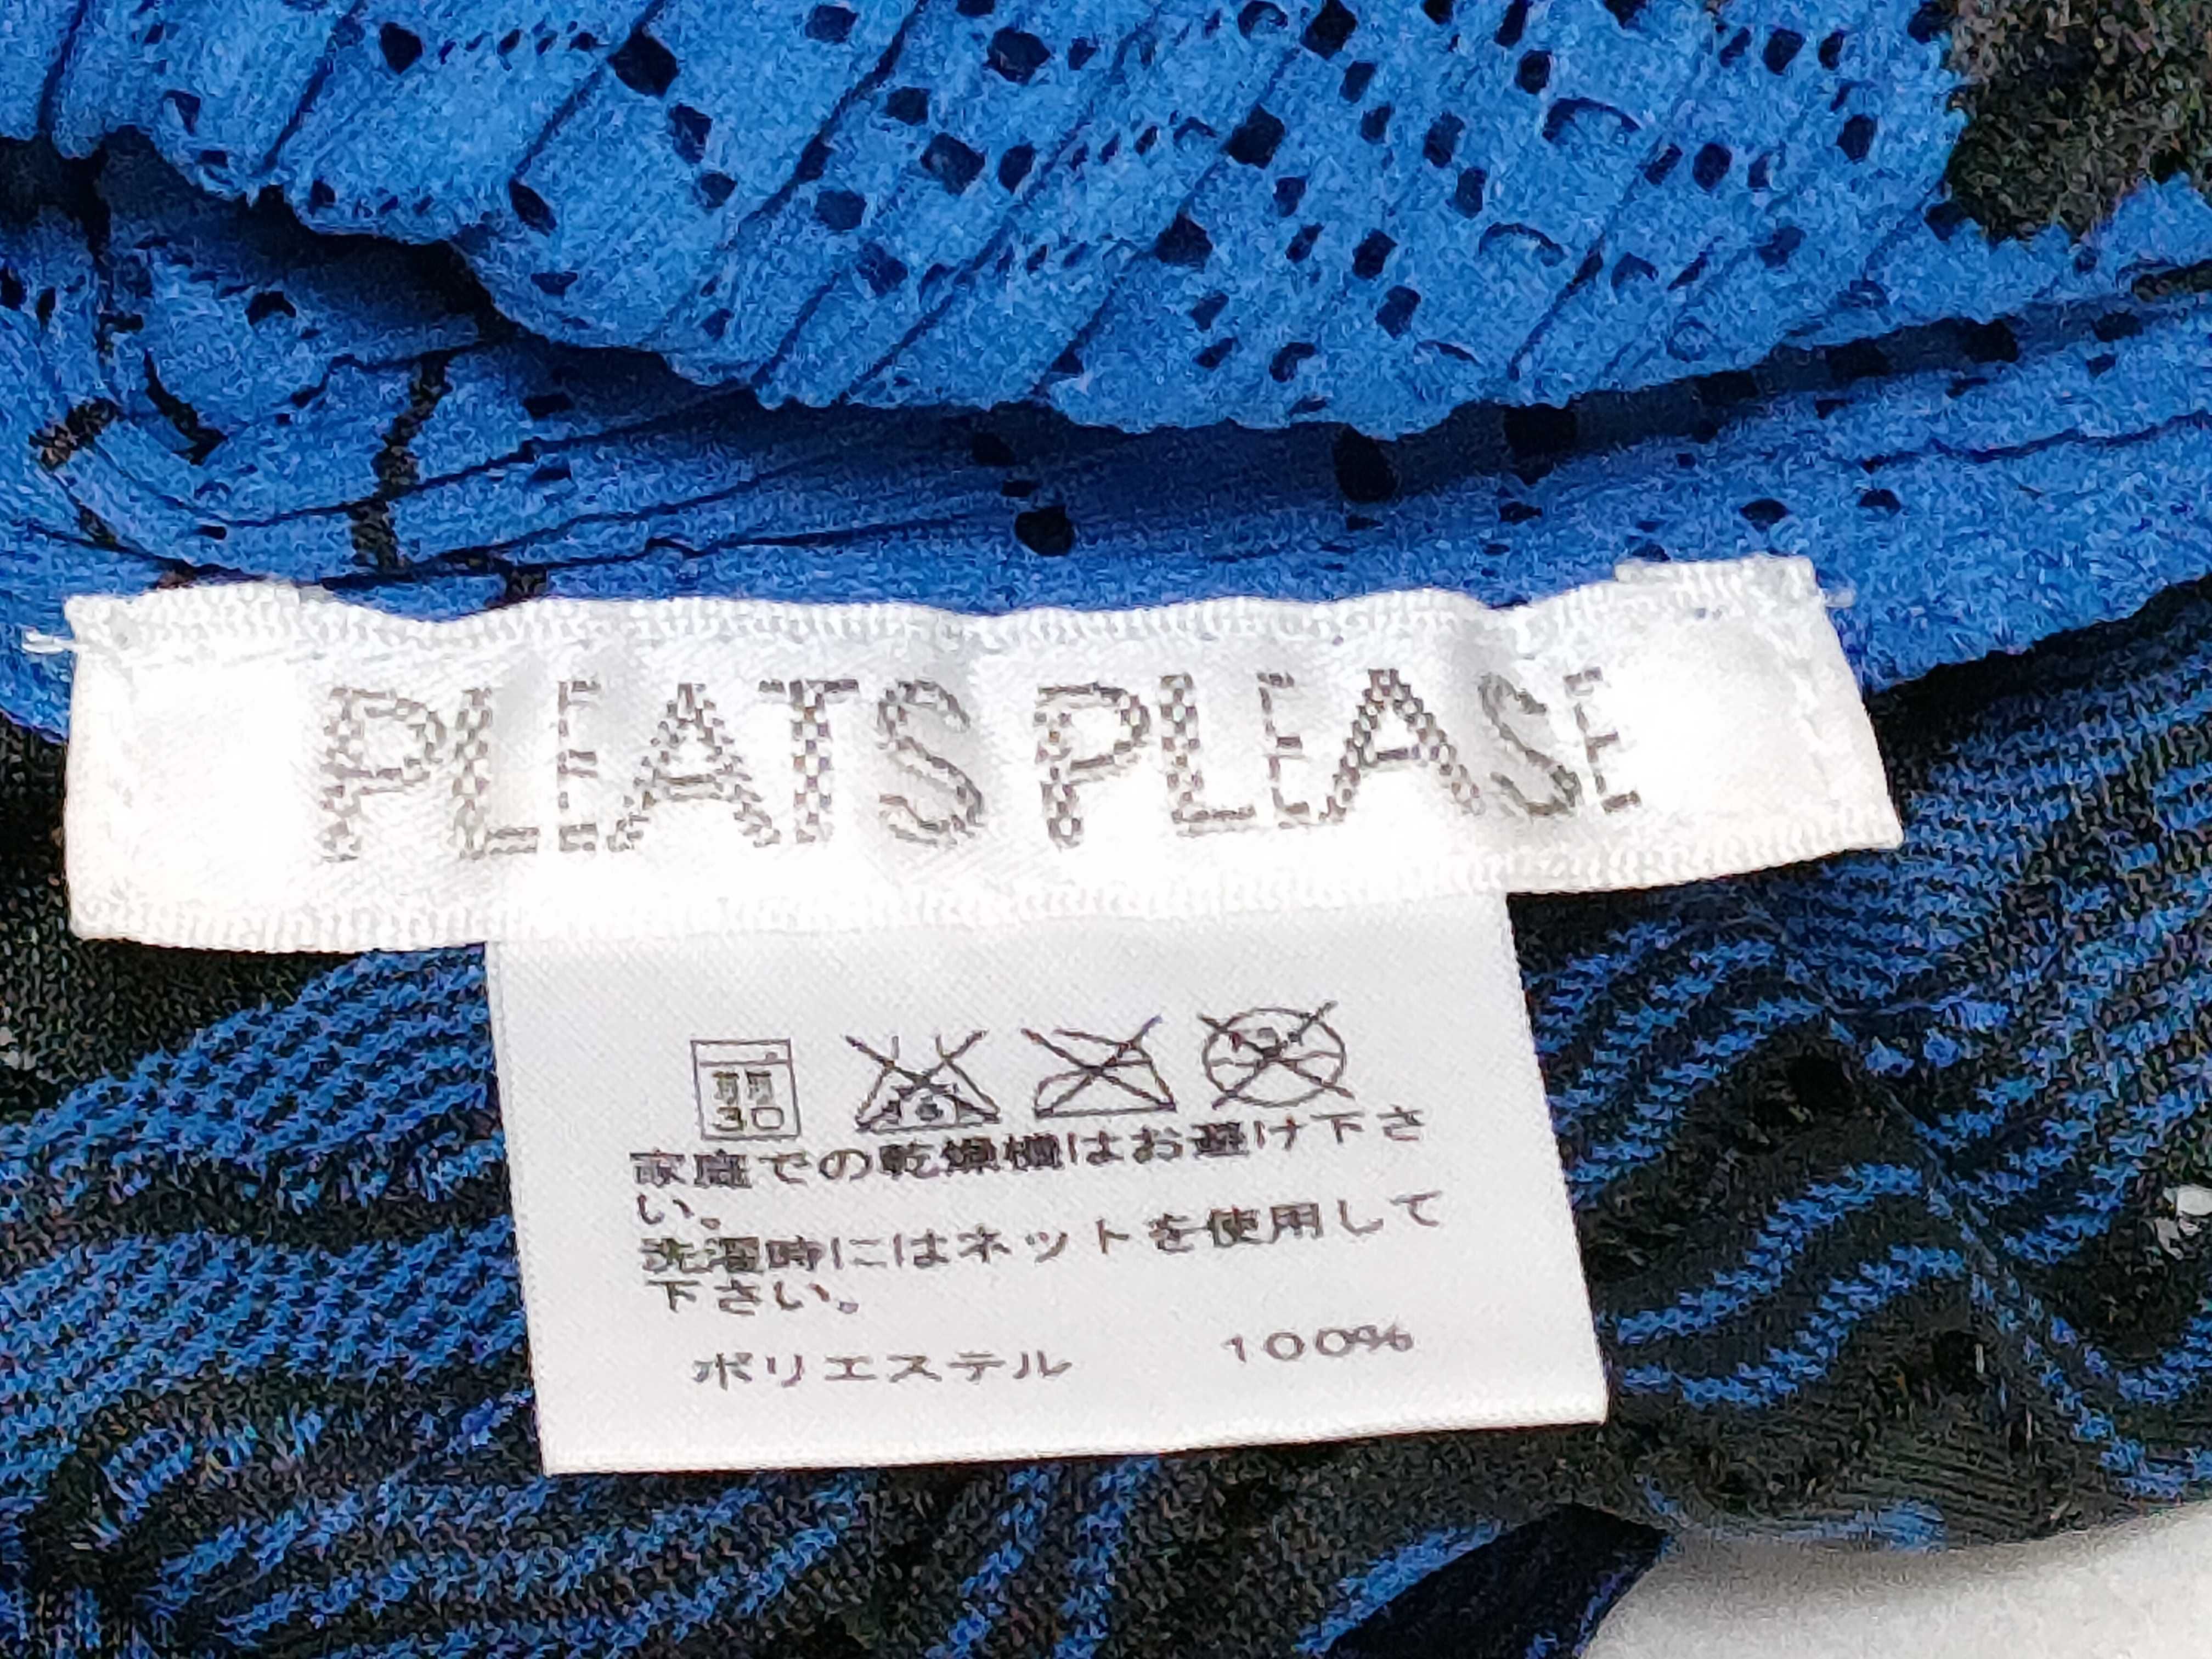 PLEATS PLEASE
30
家庭での乾燥機はお避け下さ
い。
洗濯時にはネットを使用して
下さい。
ポリエステル 100%